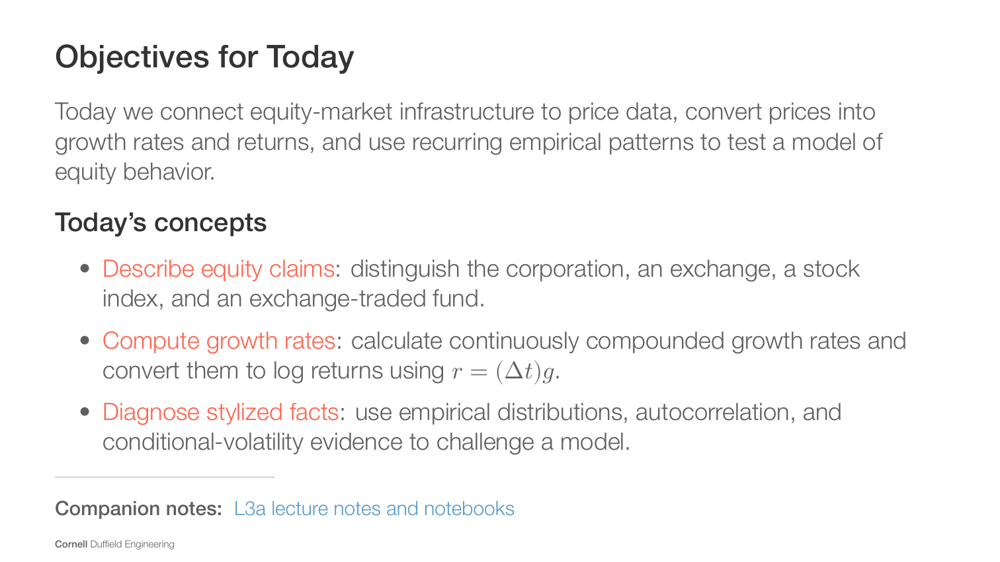 Objectives for Today
Today we connect equity-market infrastructure to price data, convert prices into
growth rates and returns, and use recurring empirical patterns to test a model of
equity behavior.
Today’s concepts
• Describe equity claims: distinguish the corporation, an exchange, a stock
index, and an exchange-traded fund.
• Compute growth rates: calculate continuously compounded growth rates and
convert them to log returns using r = (Δt)g.
• Diagnose stylized facts: use empirical distributions, autocorrelation, and
conditional-volatility evidence to challenge a model.
Companion notes: L3a lecture notes and notebooks
Cornell Duffield Engineering